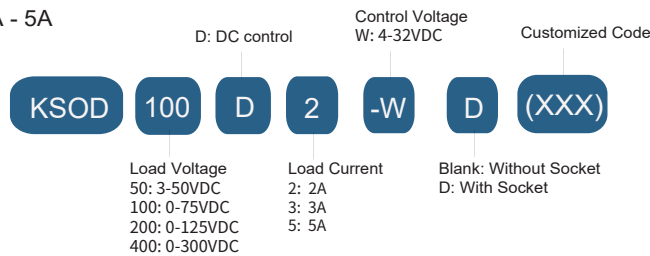 A - 5A
Control Voltage
W: 4-32VDC
D: DC control
Customized Code
KSOD 100 D 2 -W D (XXX)
Load Voltage
50: 3-50VDC
100: 0-75VDC
200: 0-125VDC
400: 0-300VDC
Load Current
2: 2A
3: 3A
5: 5A
Blank: Without Socket
D: With Socket